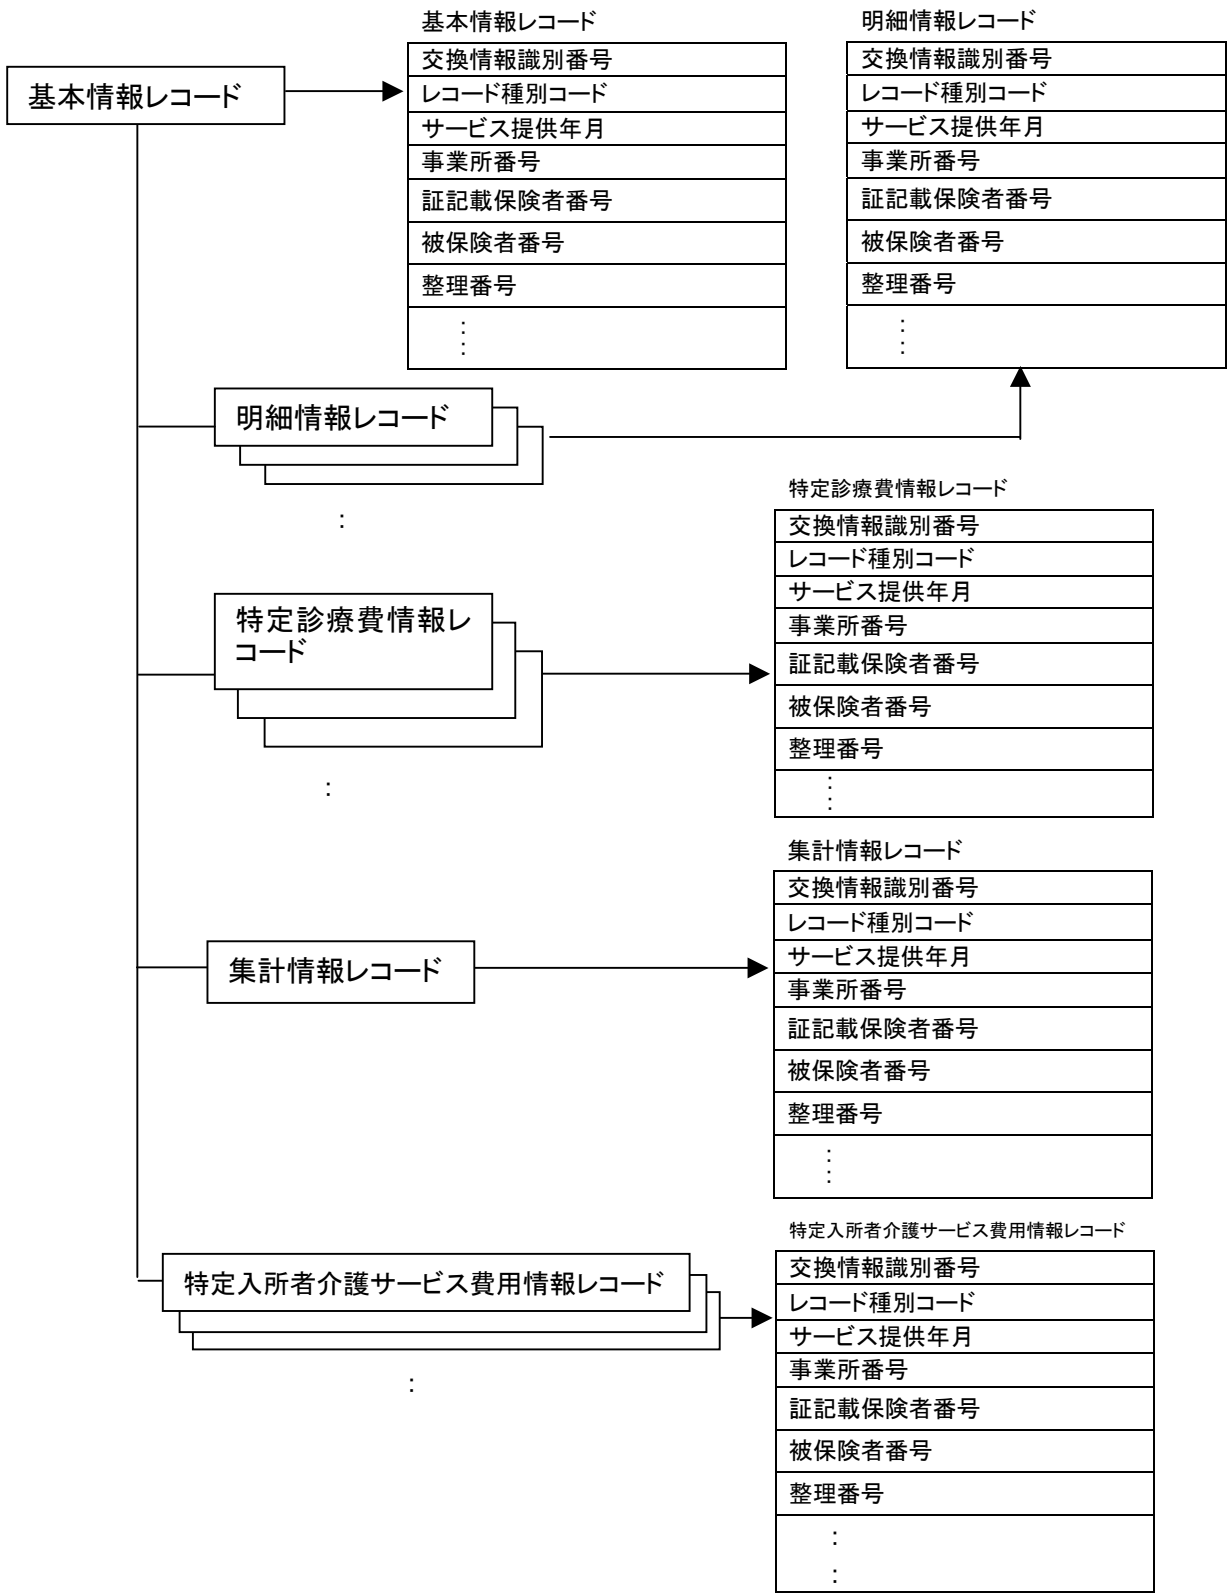 基本情報レコード
基本情報レコード
交換情報識別番号
レコード種別コード
サービス提供年月
事業所番号
証記載保険者番号
被保険者番号
整理番号
:
:
明細情報レコード
交換情報識別番号
レコード種別コード
サービス提供年月
事業所番号
証記載保険者番号
被保険者番号
整理番号
:
:
明細情報レコード
:
特定診療費情報レ
コード
:
特定診療費情報レコード
交換情報識別番号
レコード種別コード
サービス提供年月
事業所番号
証記載保険者番号
被保険者番号
整理番号
:
:
集計情報レコード
集計情報レコード
交換情報識別番号
レコード種別コード
サービス提供年月
事業所番号
証記載保険者番号
被保険者番号
整理番号
:
:
特定入所者介護サービス費用情報レコード
:
特定入所者介護サービス費用情報レコード
交換情報識別番号
レコード種別コード
サービス提供年月
事業所番号
証記載保険者番号
被保険者番号
整理番号
:
: